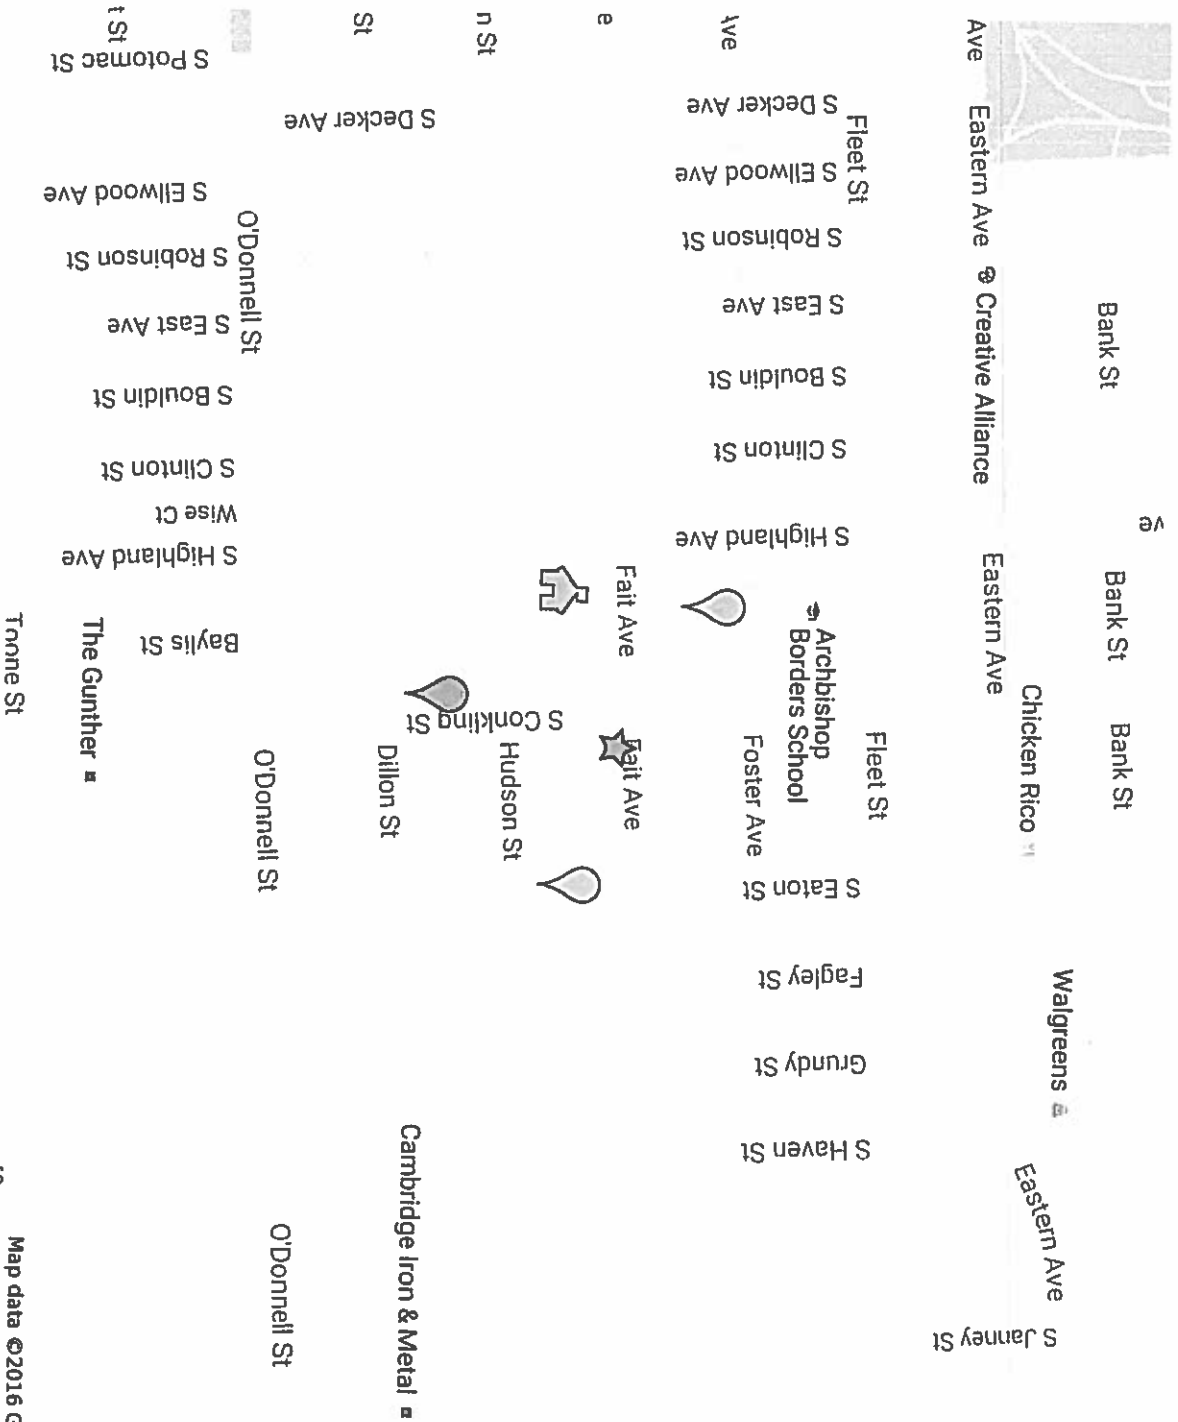 Bank St
ve
Bank St
Bank St
Walgreens
Chicken Rico
Eastern Ave
S Janney St
Ave
Eastern Ave
Creative Alliance
Eastern Ave
Fleet St
Fleet St
S Decker Ave
S Ellwood Ave
S Robinson St
S East Ave
S Bouldin St
S Clinton St
S Highland Ave
Archbishop
Borders School
Foster Ave
S Eaton St
Fagley St
Grundy St
S Haven St
e
Fait Ave
Fait Ave
n St
Hudson St
S Conkling St
St
S Decker Ave
Dillon St
Cambridge Iron & Metal
O'Donnell St
O'Donnell St
O'Donnell St
t St
S Potomac St
S Ellwood Ave
S Robinson St
S East Ave
S Bouldin St
S Clinton St
Wise Ct
S Highland Ave
Baylis St
The Gunther
Toone St
Map data ©2016 G